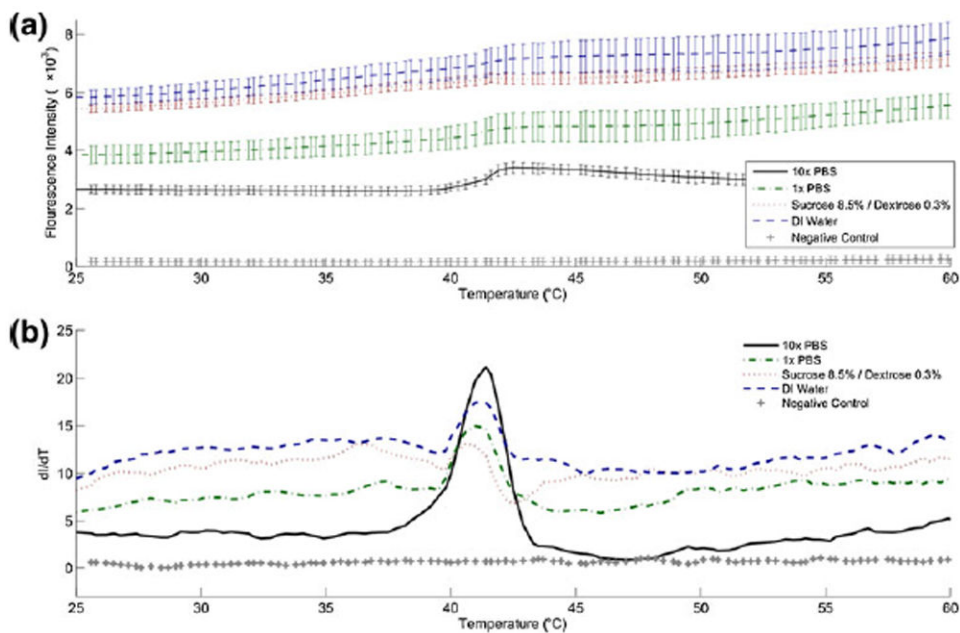 (a)
Flourescence Intensity ( ×10³)
8
6
4
2
0
10x PBS
1x PBS
Sucrose 8.5% / Dextrose 0.3%
DI Water
Negative Control
25 30 35 40 45 50 55 60
Temperature (°C)
(b)
dI/dT
25
20
15
10
5
0
10x PBS
1x PBS
Sucrose 8.5% / Dextrose 0.3%
DI Water
Negative Control
25 30 35 40 45 50 55 60
Temperature (°C)